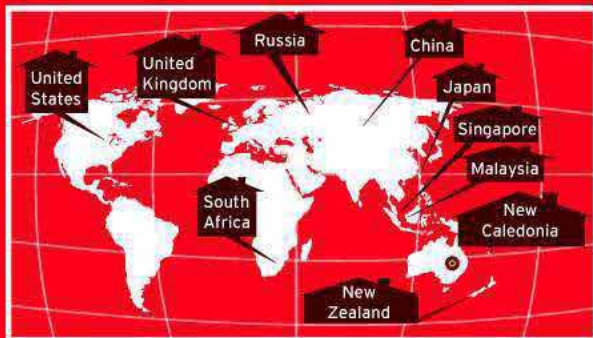 Russia
China
United
States
United
Kingdom
Japan
Singapore
Malaysia
South
Africa
New
Caledonia
New
Zealand